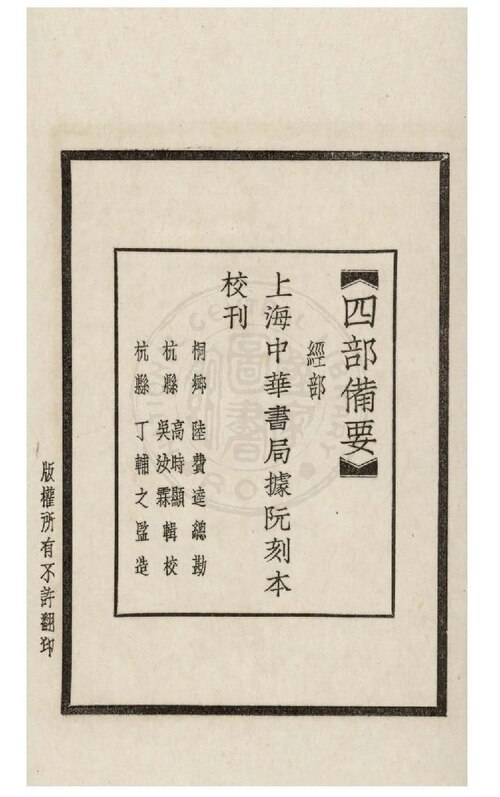 【四部備要】
經部
上海中華書局據阮刻本
校刊
桐鄉 陸費逵總勘
杭縣 高時顯 吳汝霖 輯校
杭縣 丁輔之監造
版權所有不許翻印